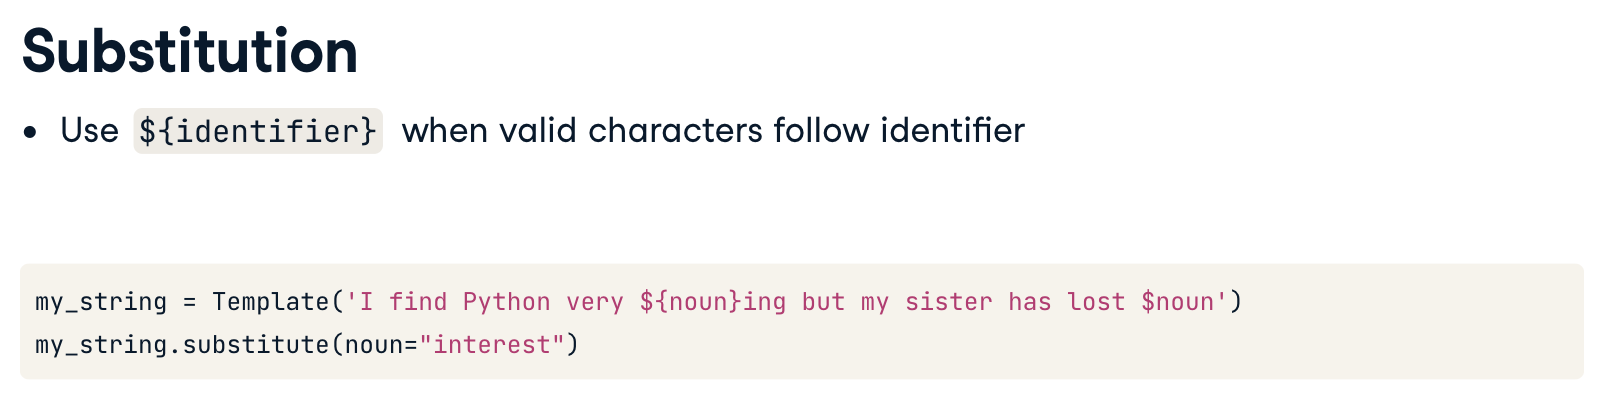 Substitution
• Use ${identifier} when valid characters follow identifier
my_string = Template('I find Python very ${noun}ing but my sister has lost $noun')
my_string.substitute(noun="interest")